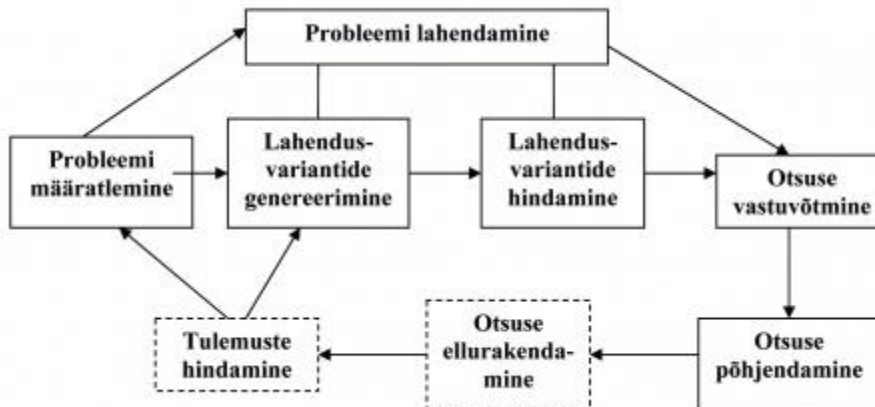 Probleemi lahendamine
Probleemi
määratlemine
Lahendus-
variantide
genereerimine
Lahendus-
variantide
hindamine
Otsuse
vastuvõtmine
Tulemuste
hindamine
Otsuse
ellurakenda-
mine
Otsuse
põhjendamine